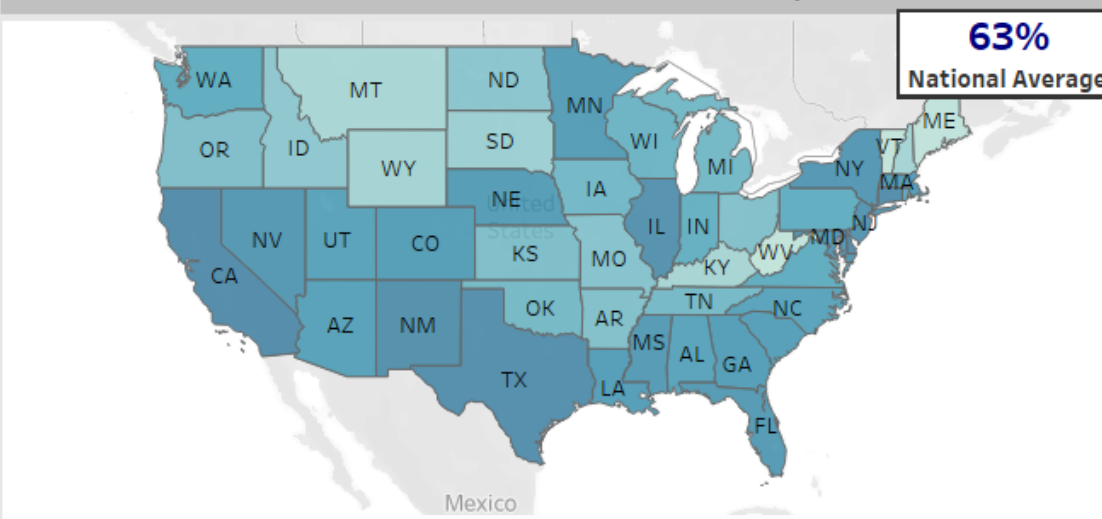 63%
National Average
WA
MT
ND
MN
ME
VT
OR
ID
SD
WI
MI
NY
MA
WY
IA
NE
United
States
NV
UT
CO
IL
IN
NJ
MD
KS
MO
WV
KY
CA
TN
OK
NC
AZ
NM
AR
MS
AL
GA
TX
LA
FL
Mexico